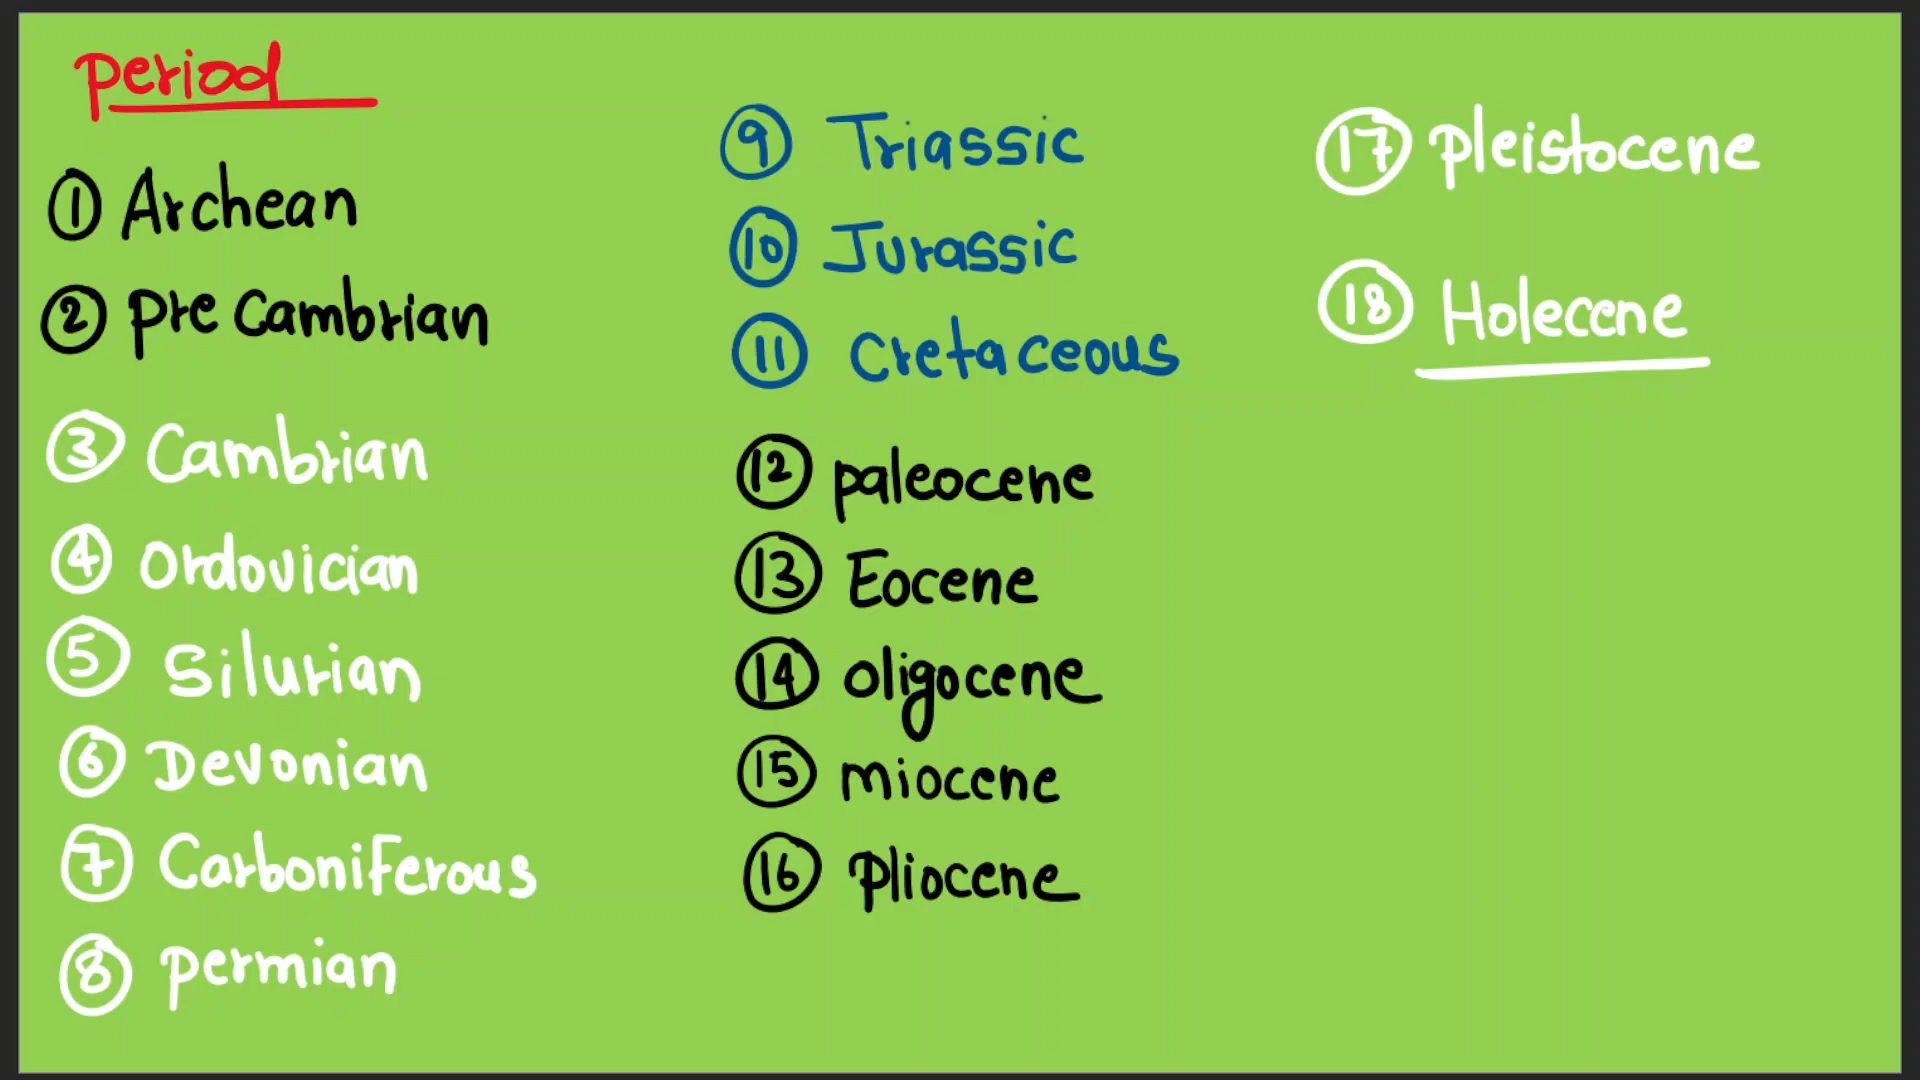 period
1 Archean
2 pre cambrian
3 Cambrian
4 ordovician
5 Silurian
6 Devonian
7 Carboniferous
8 permian
9 Triassic
10 Jurassic
11 cretaceous
12 paleocene
13 Eocene
14 oligocene
15 miocene
16 pliocene
17 pleistocene
18 Holecene